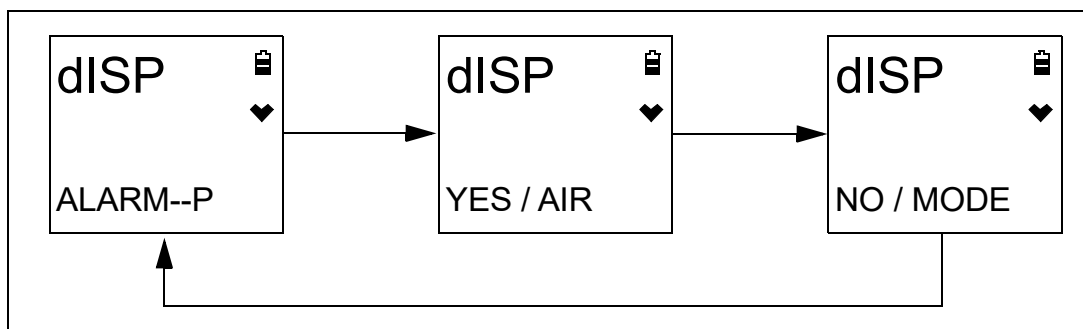 dISP
ALARM--P
dISP
YES / AIR
dISP
NO / MODE